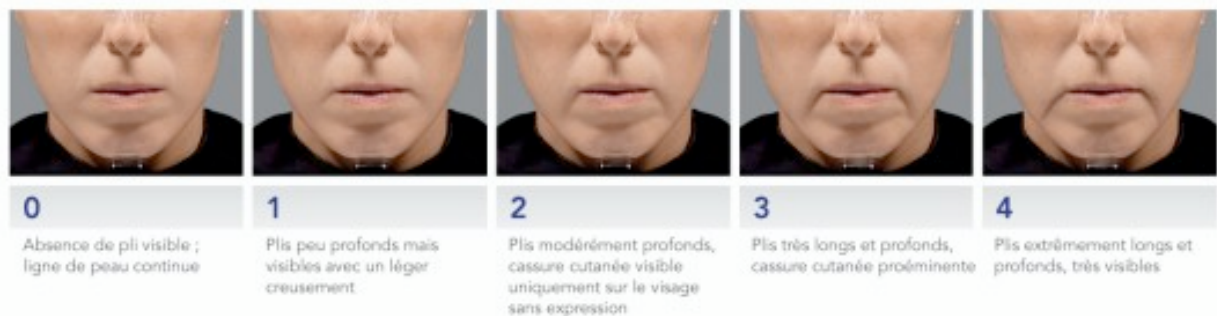 0
Absence de pli visible ;
ligne de peau continue
1
Plis peu profonds mais
visibles avec un léger
creusement
2
Plis modérément profonds,
cassure cutanée visible
uniquement sur le visage
sans expression
3
Plis très longs et profonds,
cassure cutanée proéminente
4
Plis extrêmement longs et
profonds, très visibles